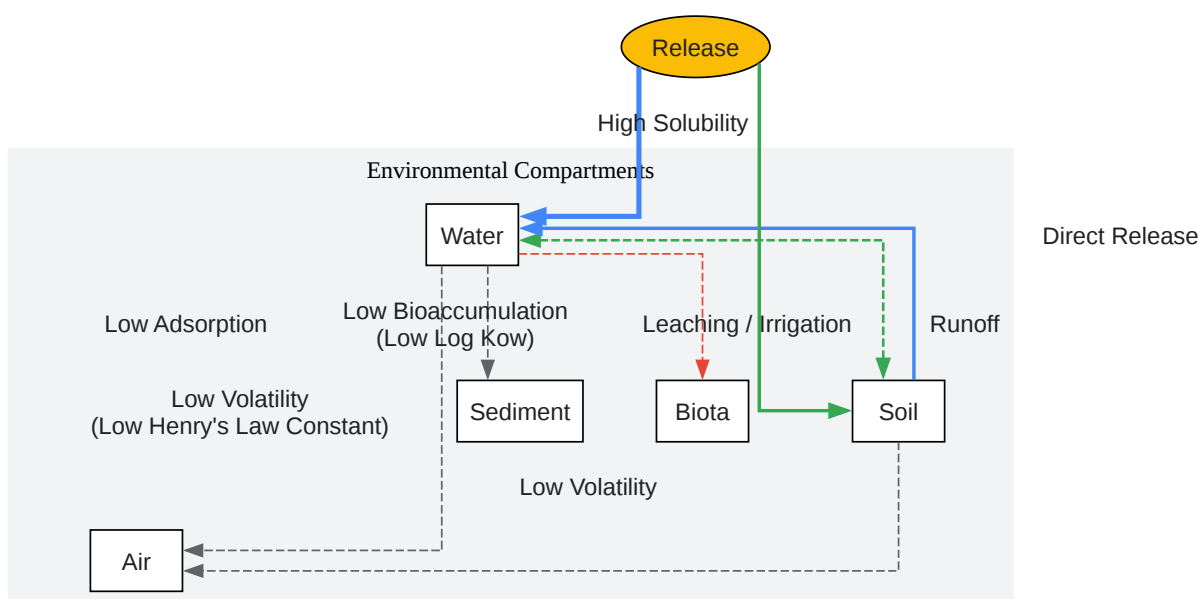 Release
High Solubility
Environmental Compartments
Water
Direct Release
Low Adsorption
Low Bioaccumulation
(Low Log Kow)
Leaching / Irrigation
Runoff
Low Volatility
(Low Henry's Law Constant)
Sediment
Biota
Soil
Low Volatility
Air